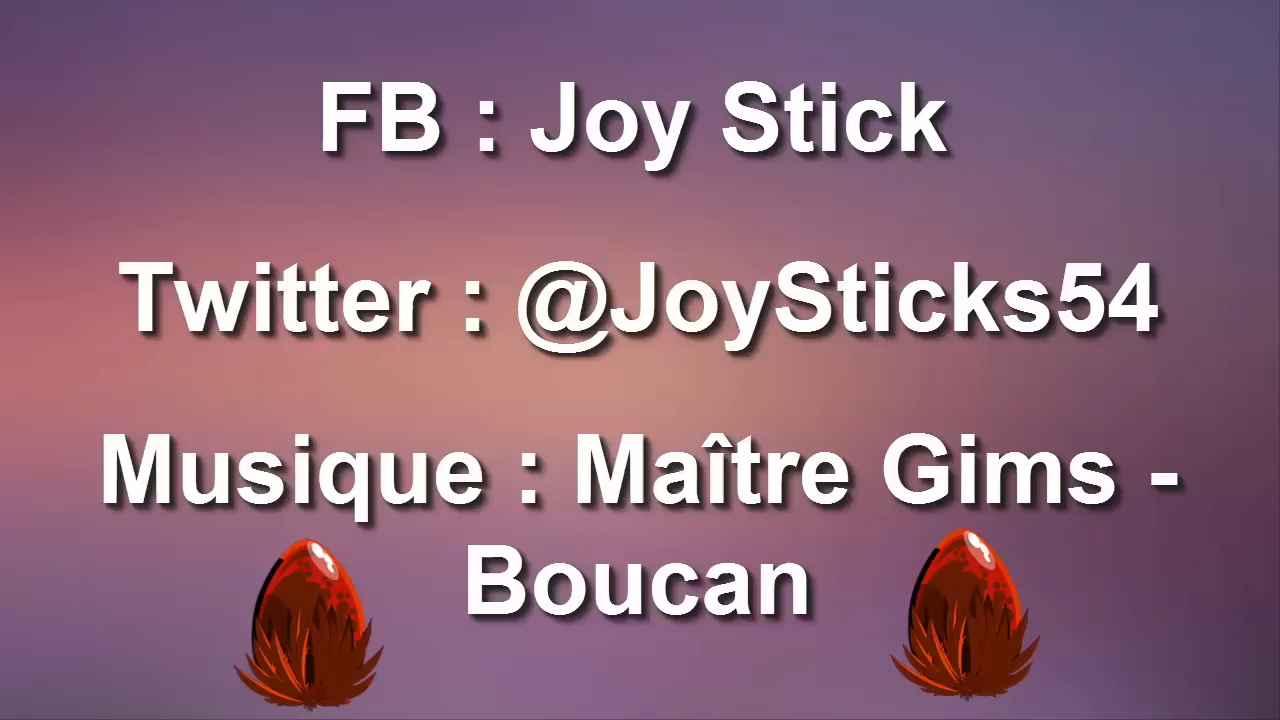 FB : Joy Stick
Twitter : @JoySticks54
Musique : Maître Gims -
Boucan